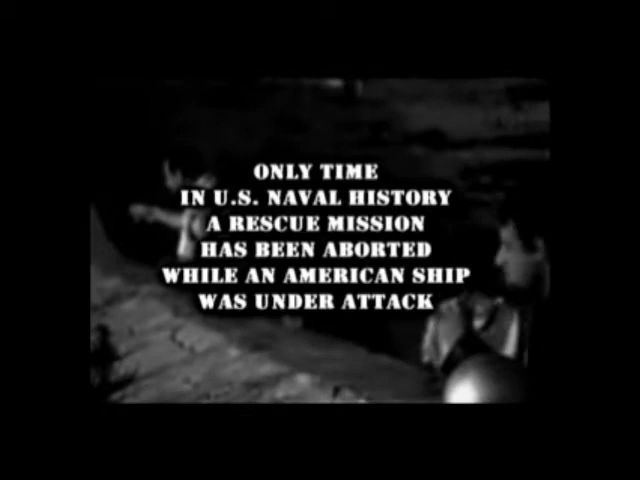 ONLY TIME
IN U.S. NAVAL HISTORY
A RESCUE MISSION
HAS BEEN ABORTED
WHILE AN AMERICAN SHIP
WAS UNDER ATTACK